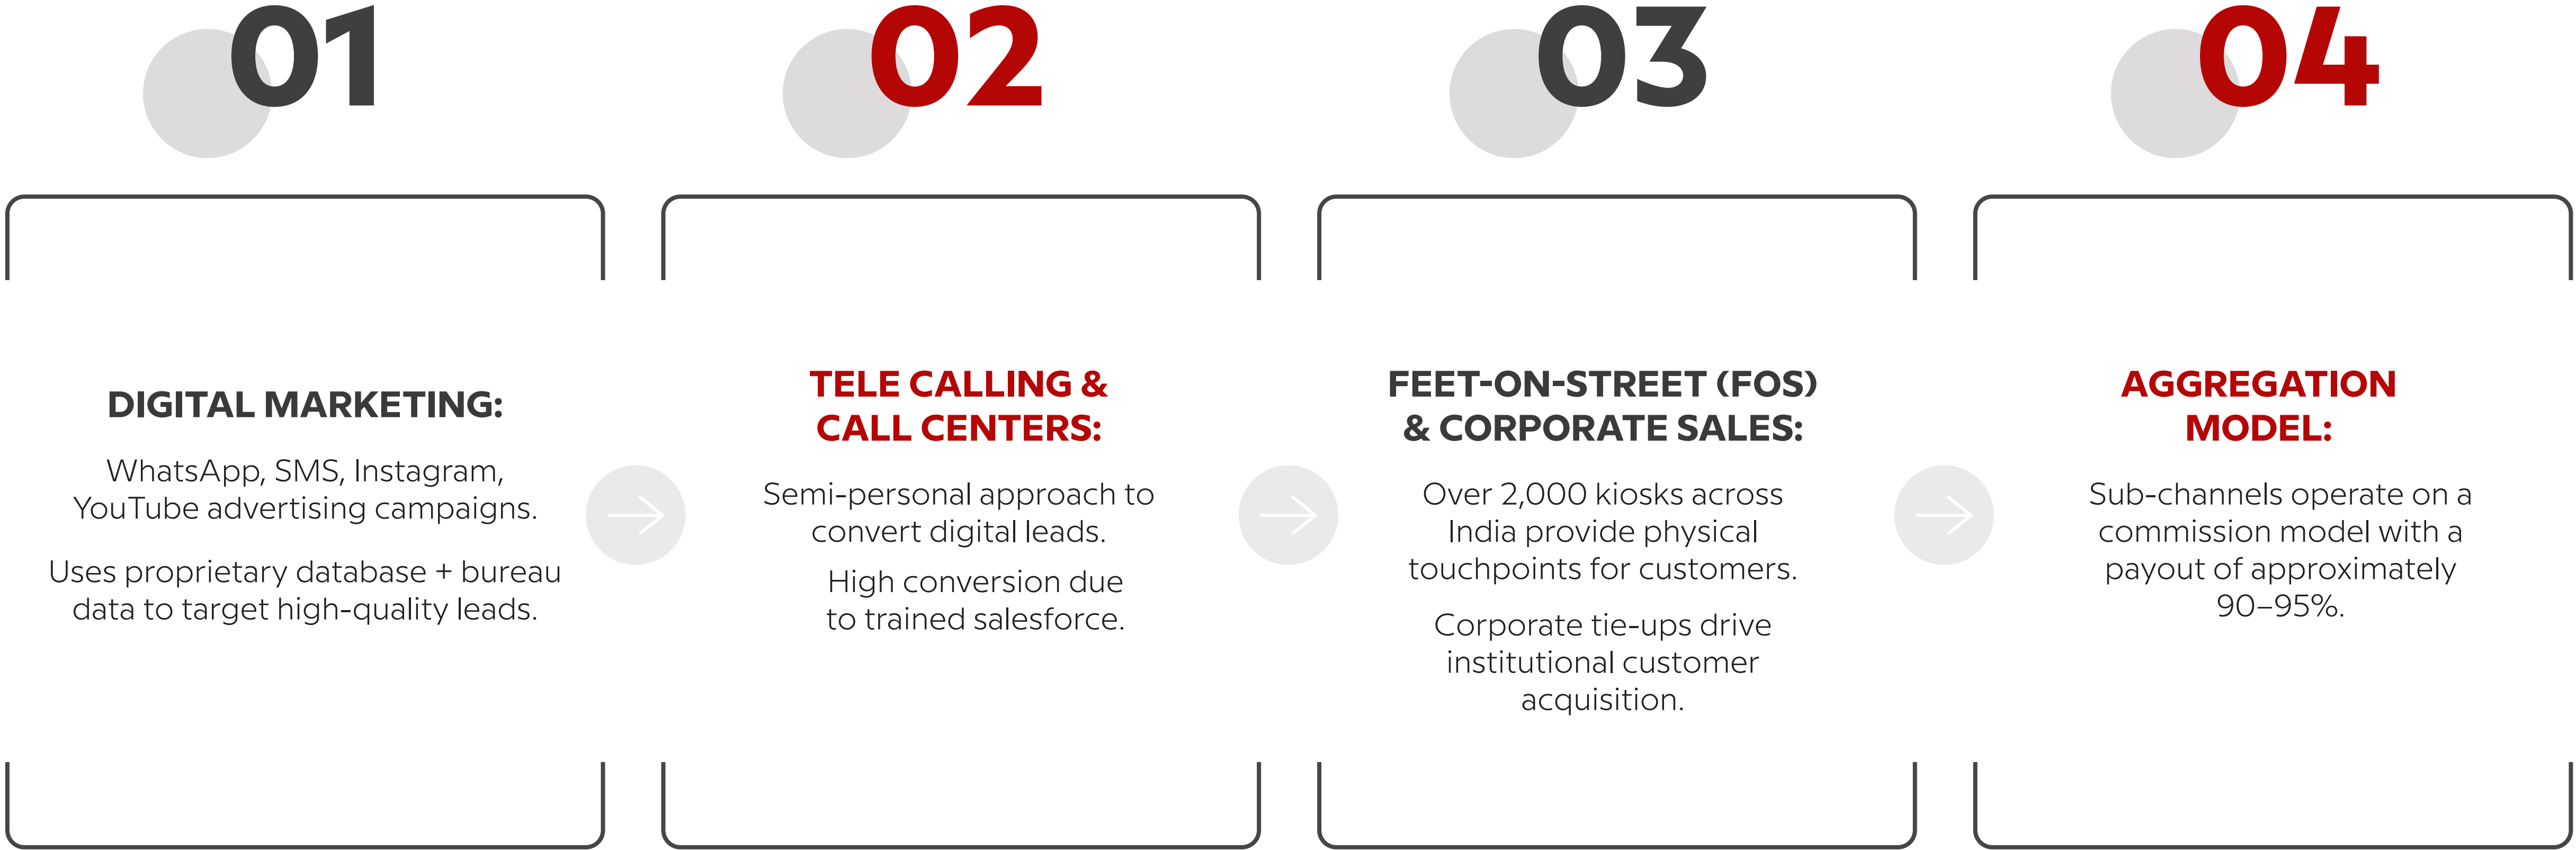 01
DIGITAL MARKETING:
WhatsApp, SMS, Instagram,
YouTube advertising campaigns.
Uses proprietary database + bureau
data to target high-quality leads.
02
TELE CALLING &
CALL CENTERS:
Semi-personal approach to
convert digital leads.
High conversion due
to trained salesforce.
03
FEET-ON-STREET (FOS)
& CORPORATE SALES:
Over 2,000 kiosks across
India provide physical
touchpoints for customers.
Corporate tie-ups drive
institutional customer
acquisition.
04
AGGREGATION
MODEL:
Sub-channels operate on a
commission model with a
payout of approximately
90–95%.